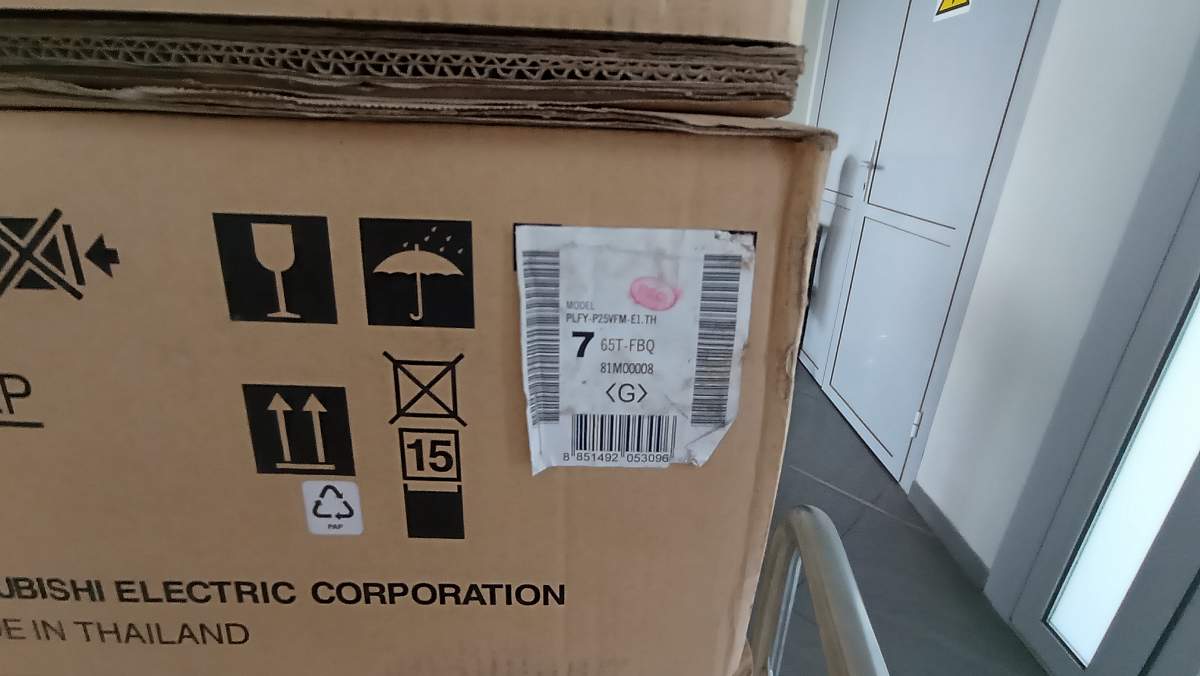 MODEL
PLFY-P25VFM-E1.TH
7 65T-FBQ
81M00008
<G>
8 851492 053096
P
15
PAP
UBISHI ELECTRIC CORPORATION
DE IN THAILAND